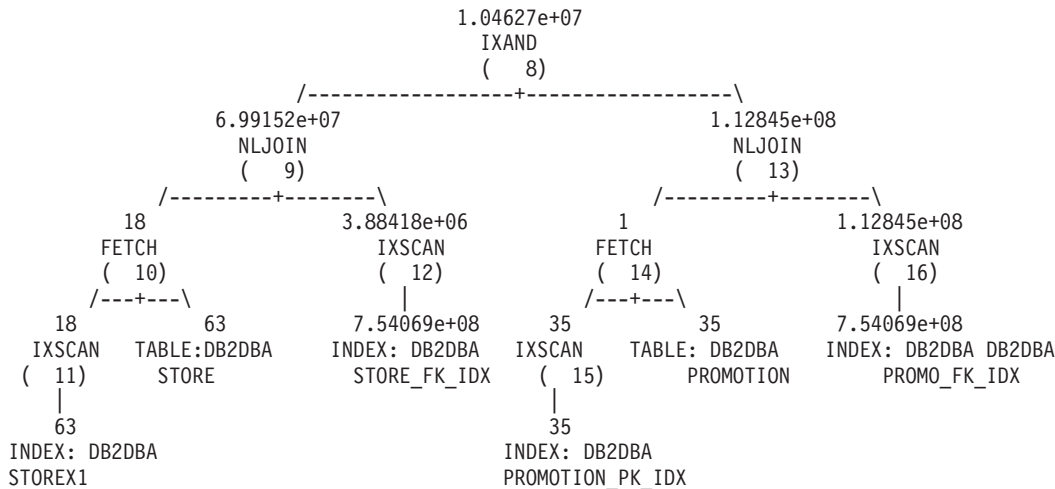 1.04627e+07
IXAND
(   8)
/------------------+------------------\
6.99152e+07                                1.12845e+08
NLJOIN                                     NLJOIN
(   9)                                     (  13)
/---------+--------\                       /---------+--------\
18                3.88418e+06              1                 1.12845e+08
FETCH             IXSCAN                   FETCH             IXSCAN
(  10)            (  12)                   (  14)            (  16)
/---+---\         |                        /---+---\         |
18       63       7.54069e+08              35       35       7.54069e+08
IXSCAN   TABLE:DB2DBA   INDEX: DB2DBA   IXSCAN   TABLE: DB2DBA   INDEX: DB2DBA DB2DBA
(  11)   STORE   STORE_FK_IDX   (  15)   PROMOTION   PROMO_FK_IDX
|                                          |
63                                         35
INDEX: DB2DBA                              INDEX: DB2DBA
STOREX1                                    PROMOTION_PK_IDX